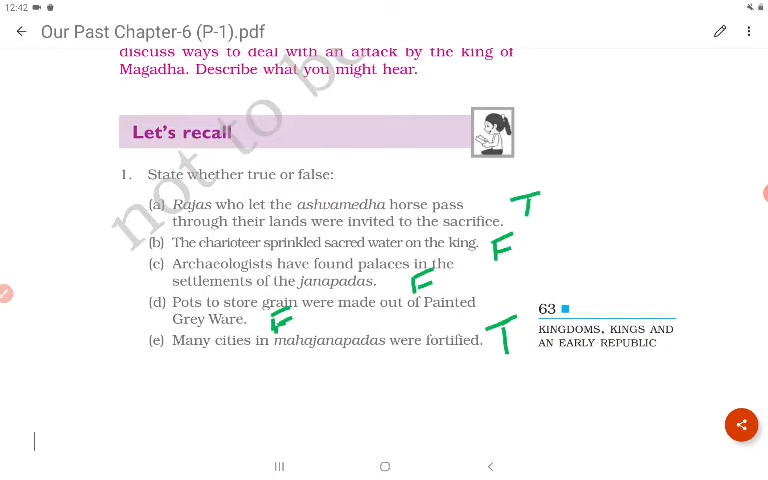 12:42
Our Past Chapter-6 (P-1).pdf
discuss ways to deal with an attack by the king of
Magadha. Describe what you might hear.
not to be
Let's recall
1. State whether true or false:
(a) Rajas who let the ashwamedha horse pass
through their lands were invited to the sacrifice. T
(b) The charioteer sprinkled sacred water on the king. F
(c) Archaeologists have found palaces in the
settlements of the janapadas. F
(d) Pots to store grain were made out of Painted
Grey Ware. F
(e) Many cities in mahajanapadas were fortified. T
63
KINGDOMS, KINGS AND
AN EARLY REPUBLIC